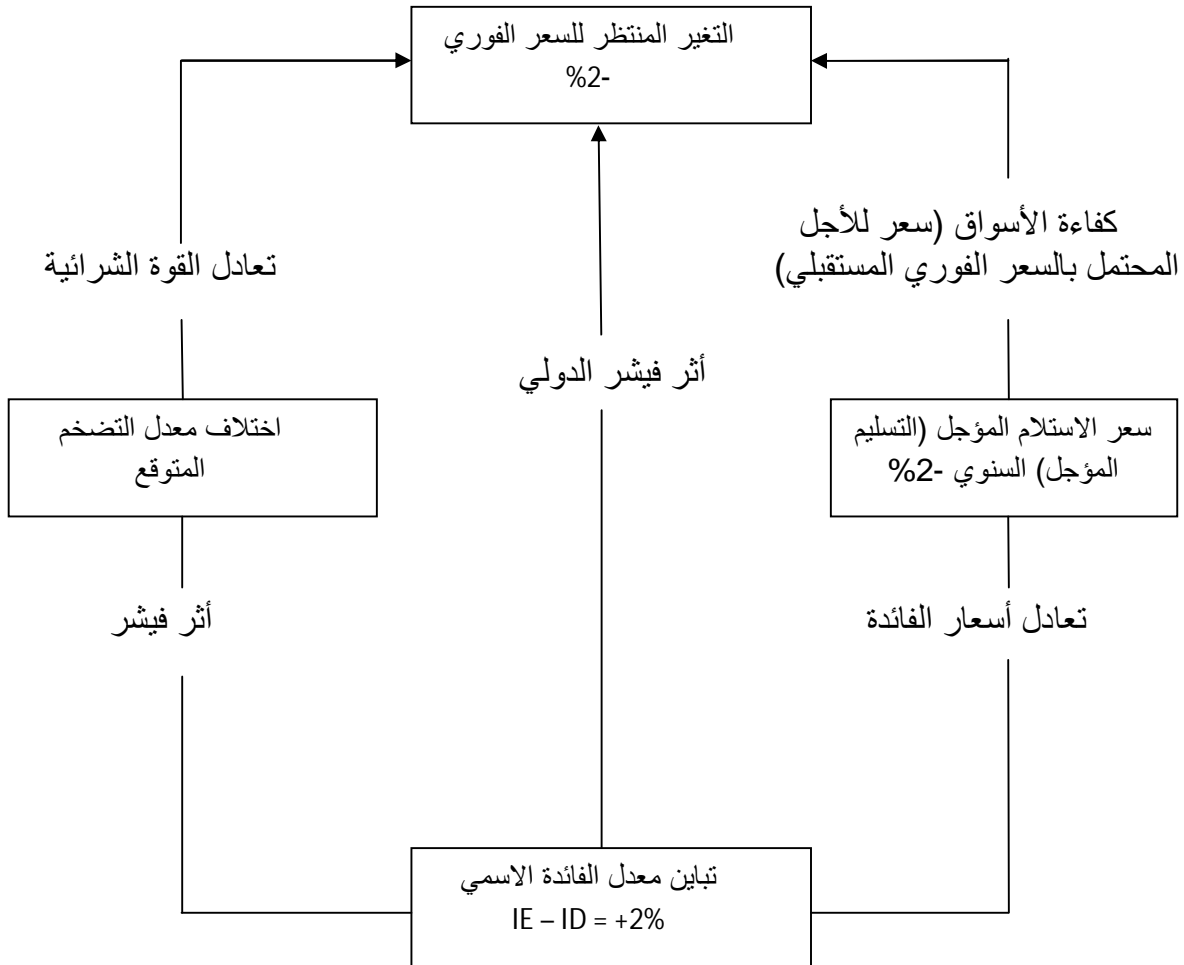 التغير المنتظر للسعر الفوري
%2-
كفاءة الأسواق (سعر للأجل
المحتمل بالسعر الفوري المستقبلي)
تعادل القوة الشرائية
أثر فيشر الدولي
سعر الاستلام المؤجل (التسليم
المؤجل) السنوي -2%
اختلاف معدل التضخم
المتوقع
تعادل أسعار الفائدة
أثر فيشر
تباين معدل الفائدة الاسمي
IE – ID = +2%